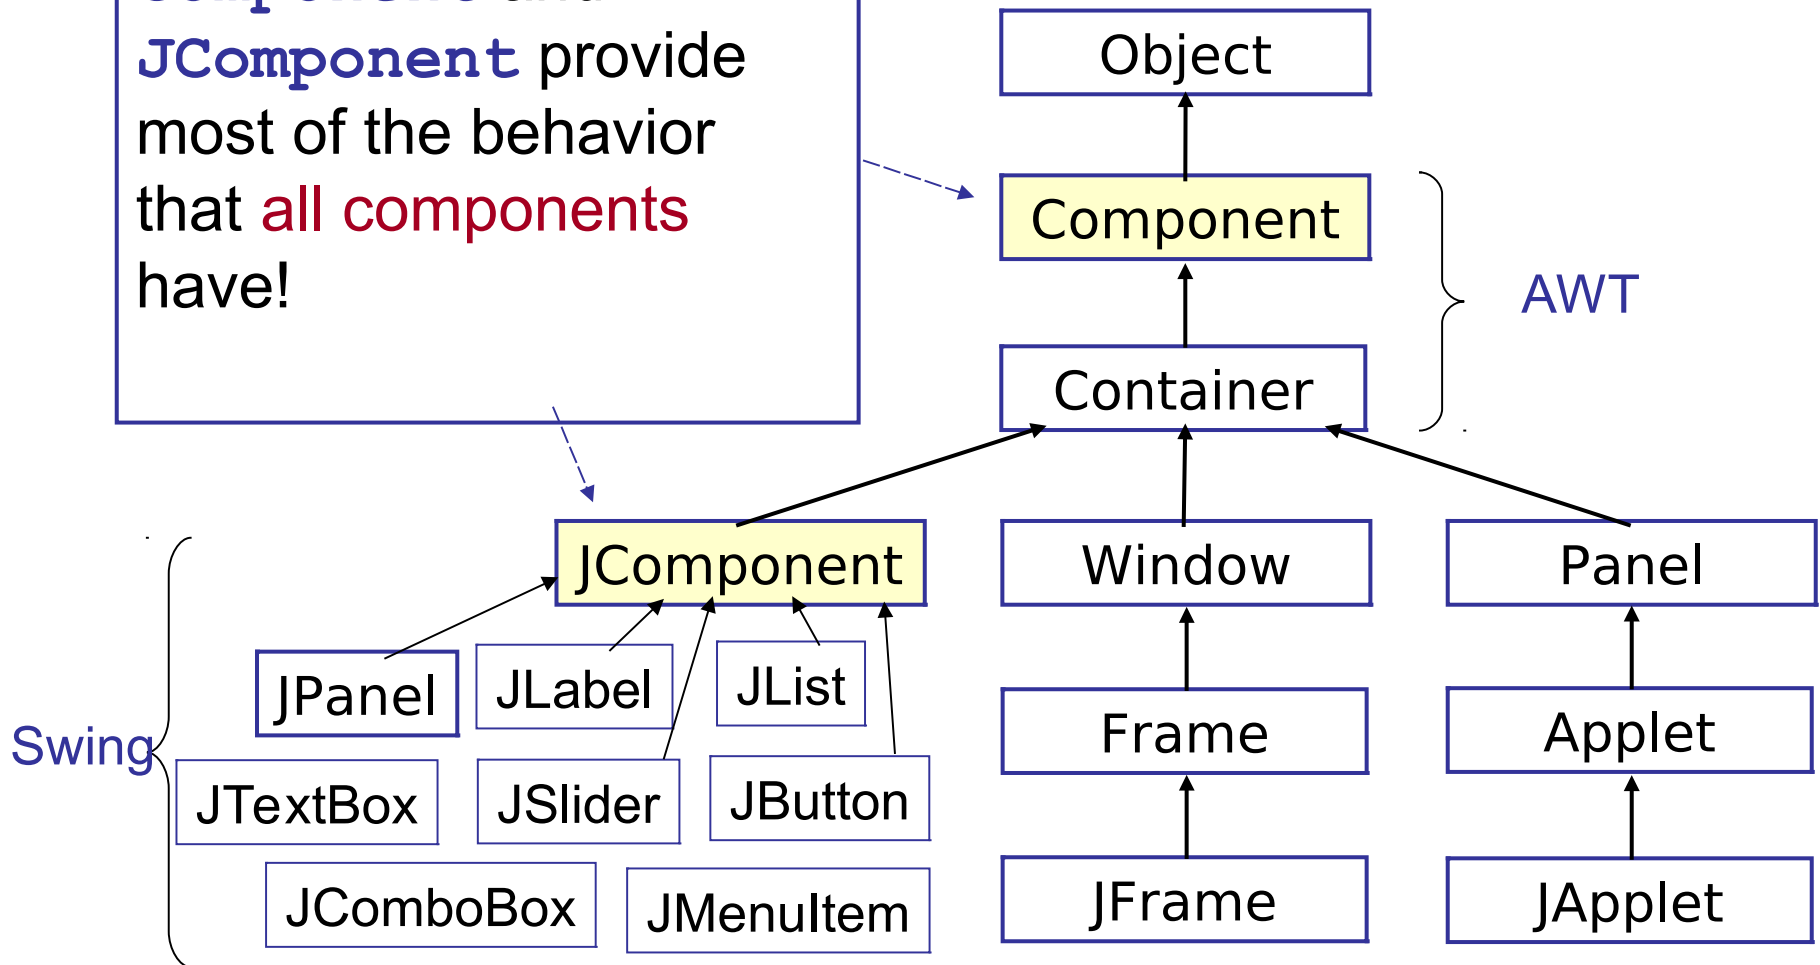 JComponent provide
most of the behavior
that all components
have!
Object
Component
AWT
Container
JComponent
Window
Panel
JPanel
JLabel
JList
Frame
Applet
Swing
JTextBox
JSlider
JButton
JComboBox
JMenuItem
JFrame
JApplet